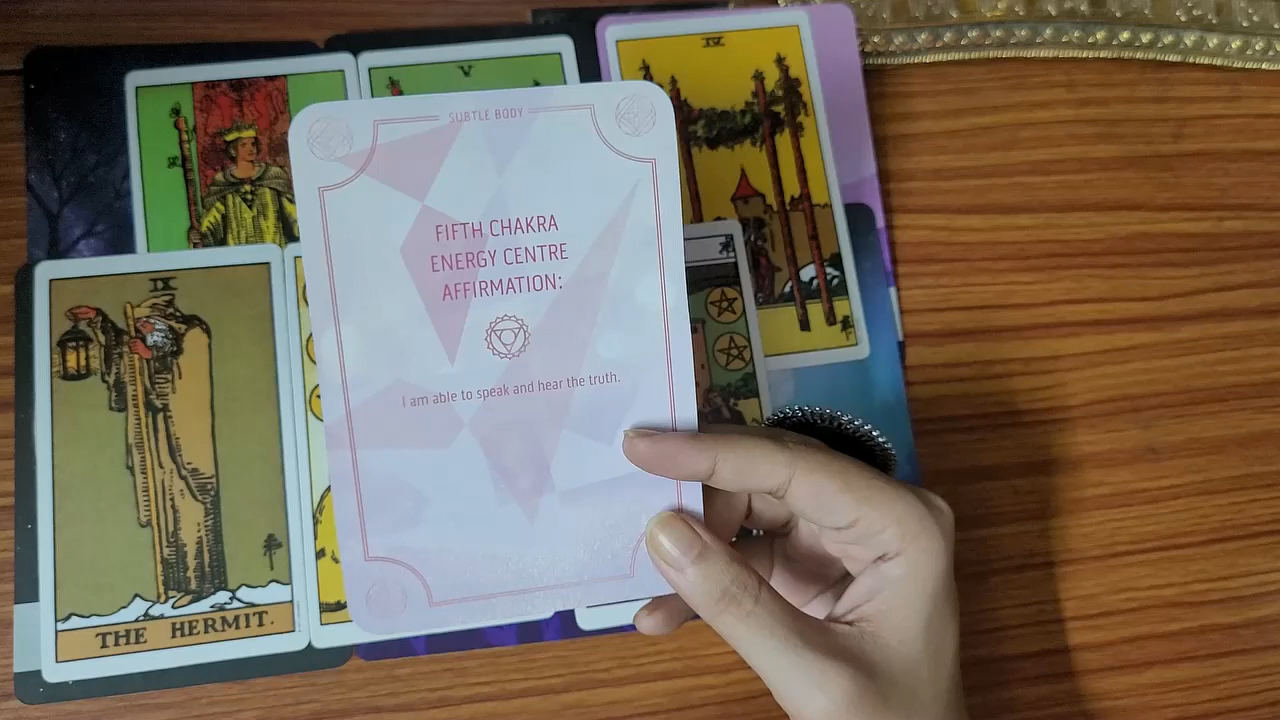 V
IV
SUBTLE BODY
FIFTH CHAKRA
ENERGY CENTRE
AFFIRMATION:
I am able to speak and hear the truth.
IX
THE HERMIT.